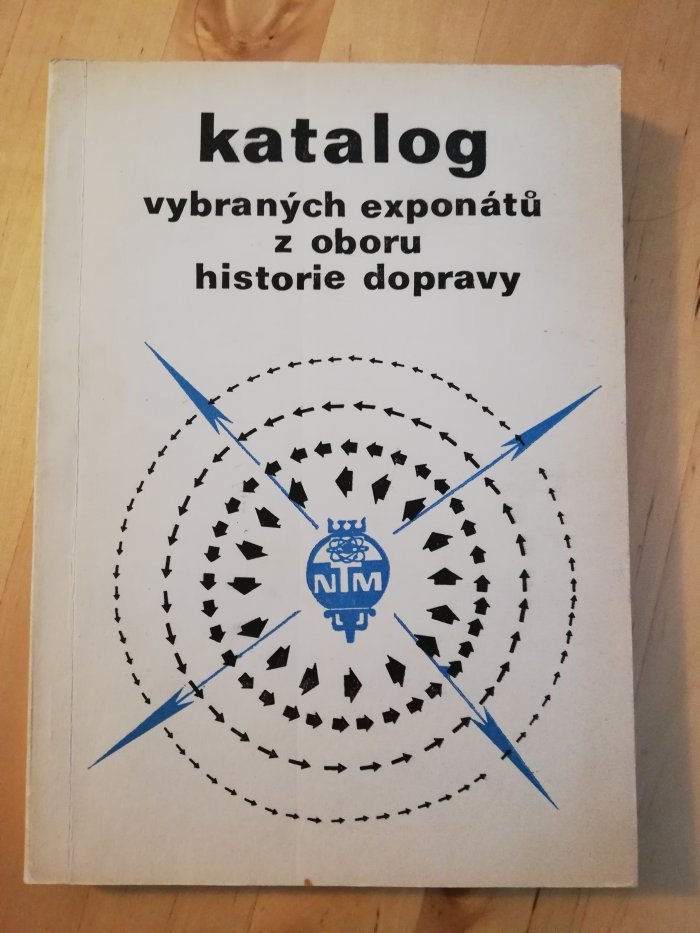 katalog
vybraných exponátů
z oboru
historie dopravy
NTM